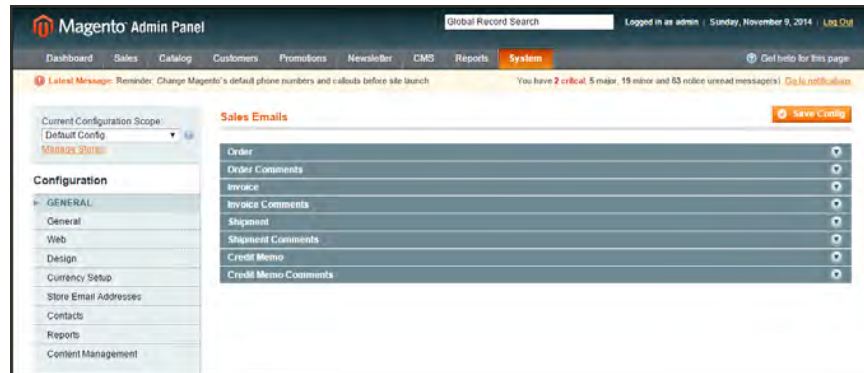 Magento Admin Panel
Global Record Search
Logged in as admin | Sunday, November 9, 2014 | Log Out
Dashboard Sales Catalog Customers Promotions Newsletter CMS Reports System
Get help for this page
Latest Message: Reminder: Change Magento's default phone numbers and callouts before site launch
You have 2 critical, 5 major, 19 minor and 63 notice unread message(s). Go to notifications
Current Configuration Scope:
Default Config
Manage Stores
Sales Emails
Save Config
Order
Order Comments
Invoice
Invoice Comments
Shipment
Shipment Comments
Credit Memo
Credit Memo Comments
Configuration
GENERAL
General
Web
Design
Currency Setup
Store Email Addresses
Contacts
Reports
Content Management